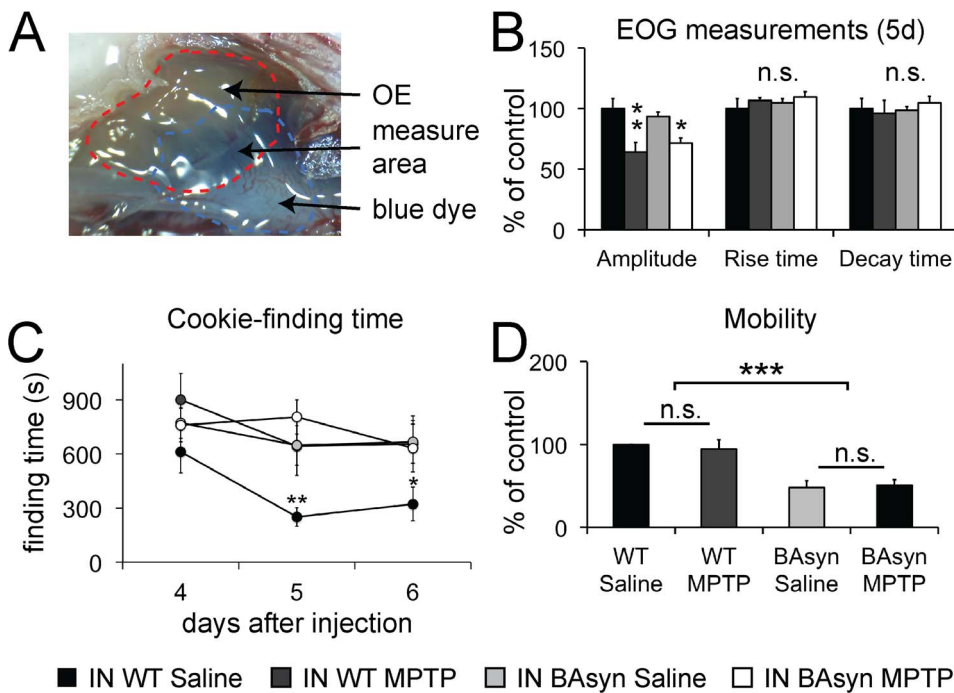 A
OE
measure
area
blue dye
B
EOG measurements (5d)
% of control
150
100
50
0
*
*
*
n.s.
n.s.
Amplitude
Rise time
Decay time
C
Cookie-finding time
finding time (s)
900
600
300
0
**
*
4
5
6
days after injection
D
Mobility
% of control
200
100
0
***
n.s.
n.s.
WT
Saline
WT
MPTP
BAsyn
Saline
BAsyn
MPTP
IN WT Saline
IN WT MPTP
IN BAsyn Saline
IN BAsyn MPTP